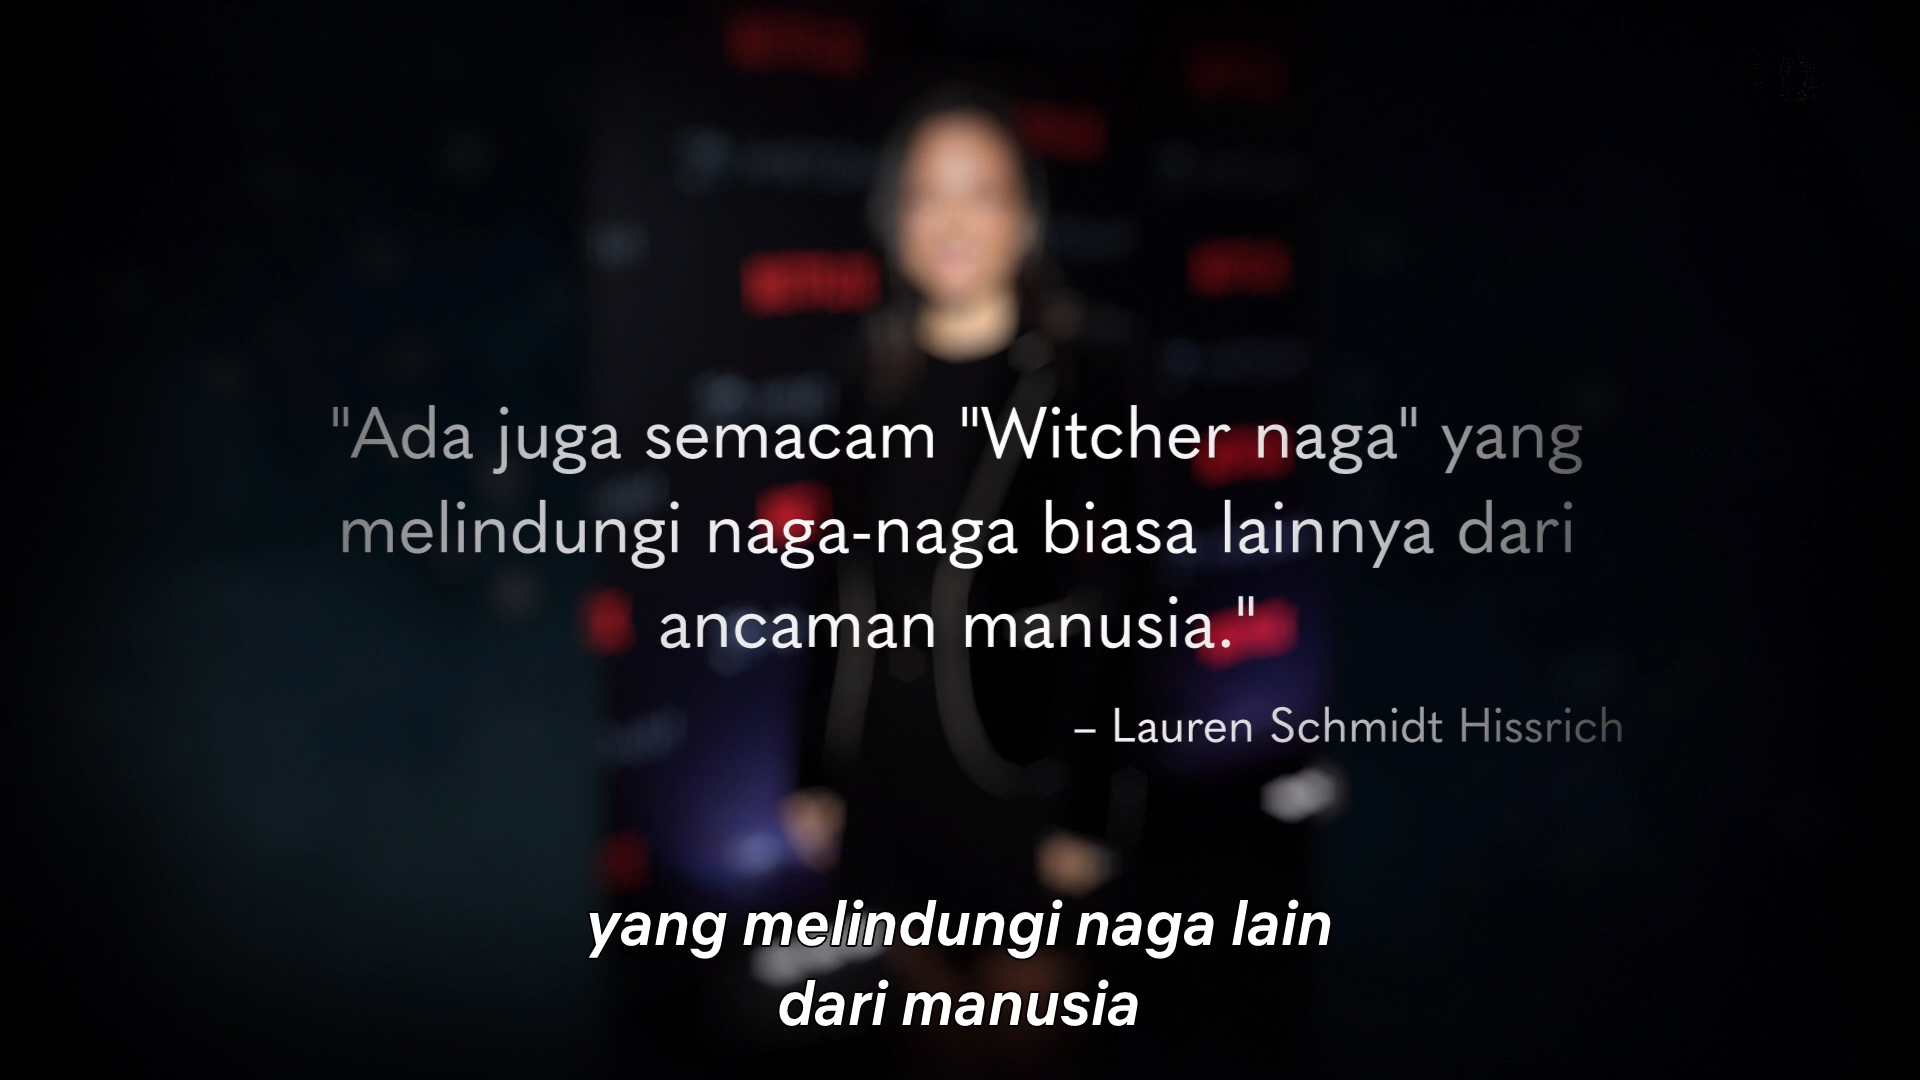 "Ada juga semacam "Witcher naga" yang
melindungi naga-naga biasa lainnya dari
ancaman manusia."
– Lauren Schmidt Hissrich
yang melindungi naga lain
dari manusia